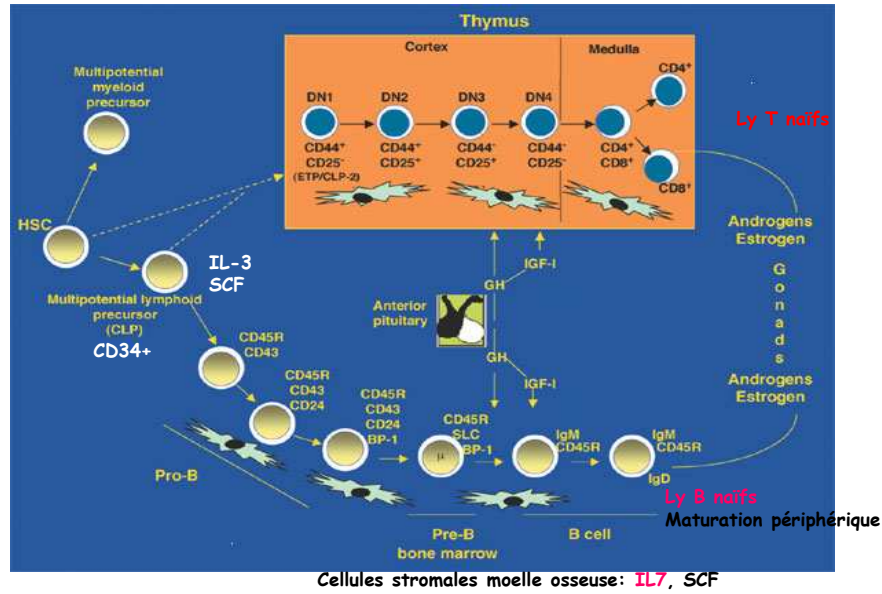 Thymus
Cortex
Medulla
Multipotential
myeloid
precursor
DN1
DN2
DN3
DN4
CD44⁺
CD25⁻
(ETP/CLP-2)
CD44⁺
CD25⁺
CD44⁻
CD25⁺
CD44⁻
CD25⁻
CD4⁺
CD8⁺
CD4⁺
CD8⁺
Ly T naïfs
HSC
IL-3
SCF
Multipotential lymphoid
precursor
(CLP)
CD34+
Androgens
Estrogen
Gonads
Androgens
Estrogen
IGF-I
GH
Anterior
pituitary
GH
IGF-I
CD45R
CD43
CD45R
CD43
CD24
CD45R
CD43
CD24
BP-1
CD45R
SLC
BP-1
μ
IgM
CD45R
IgM
CD45R
IgD
Pro-B
Ly B naïfs
Maturation périphérique
Pre-B
bone marrow
B cell
Cellules stromales moelle osseuse: IL7, SCF